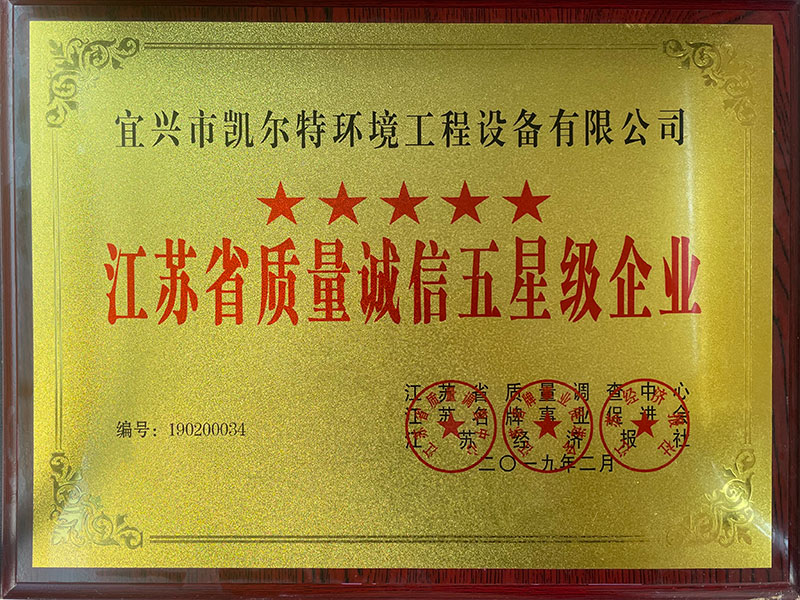 宜兴市凯尔特环境工程设备有限公司
★★★★★
江苏省质量诚信五星级企业
编号：190200034
江苏省质量调查中心
江苏名牌事业促进会
江苏经济报社
二〇一九年二月